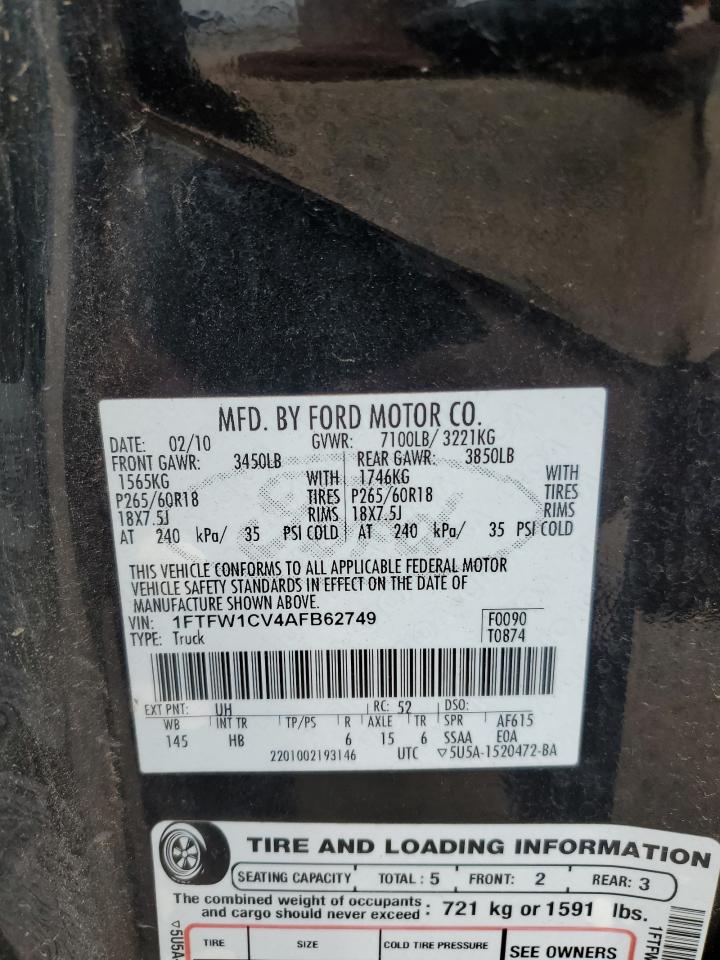 MFD. BY FORD MOTOR CO.
DATE: 02/10 GVWR: 7100LB/ 3221KG
FRONT GAWR: 3450LB REAR GAWR: 3850LB
1565KG WITH 1746KG WITH
P265/60R18 TIRES P265/60R18 TIRES
18X7.5J RIMS 18X7.5J RIMS
AT 240 kPa/ 35 PSI COLD AT 240 kPa/ 35 PSI COLD
THIS VEHICLE CONFORMS TO ALL APPLICABLE FEDERAL MOTOR
VEHICLE SAFETY STANDARDS IN EFFECT ON THE DATE OF
MANUFACTURE SHOWN ABOVE.
VIN: 1FTFW1CV4AFB62749 F0090
TYPE: Truck T0874
EXT PNT: UH RC: 52 DSO:
WB INT TR TP/PS R AXLE TR SPR AF615
145 HB 6 15 6 SSAA E0A
2201002193146 UTC ▽5U5A-1520472-BA
TIRE AND LOADING INFORMATION
SEATING CAPACITY TOTAL : 5 FRONT: 2 REAR: 3
The combined weight of occupants
and cargo should never exceed : 721 kg or 1591 lbs.
TIRE SIZE COLD TIRE PRESSURE SEE OWNERS
▽5U5A-
1FTFW